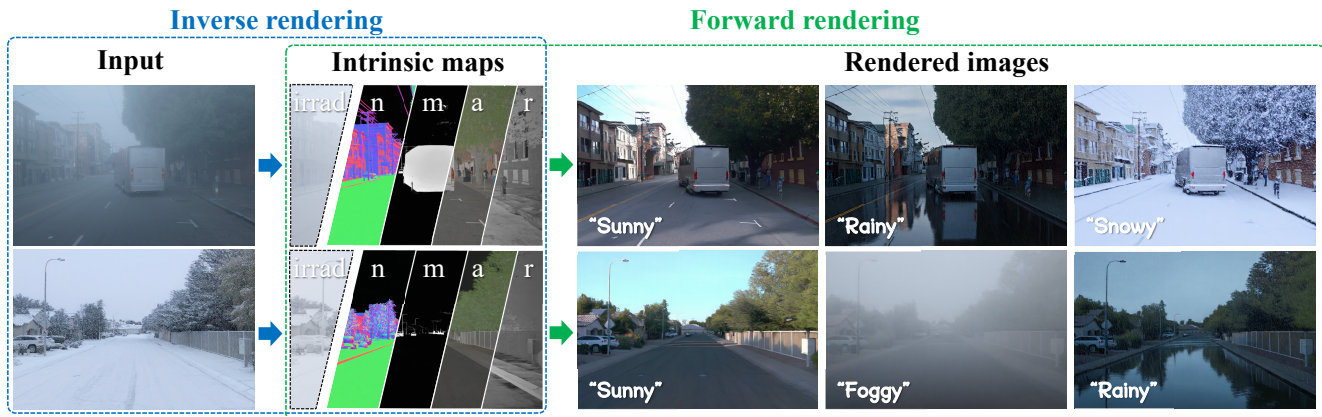 Inverse rendering
Forward rendering
Input
Intrinsic maps
Rendered images
irrad n m a r
“Sunny”
“Rainy”
“Snowy”
irrad n m a r
“Sunny”
“Foggy”
“Rainy”